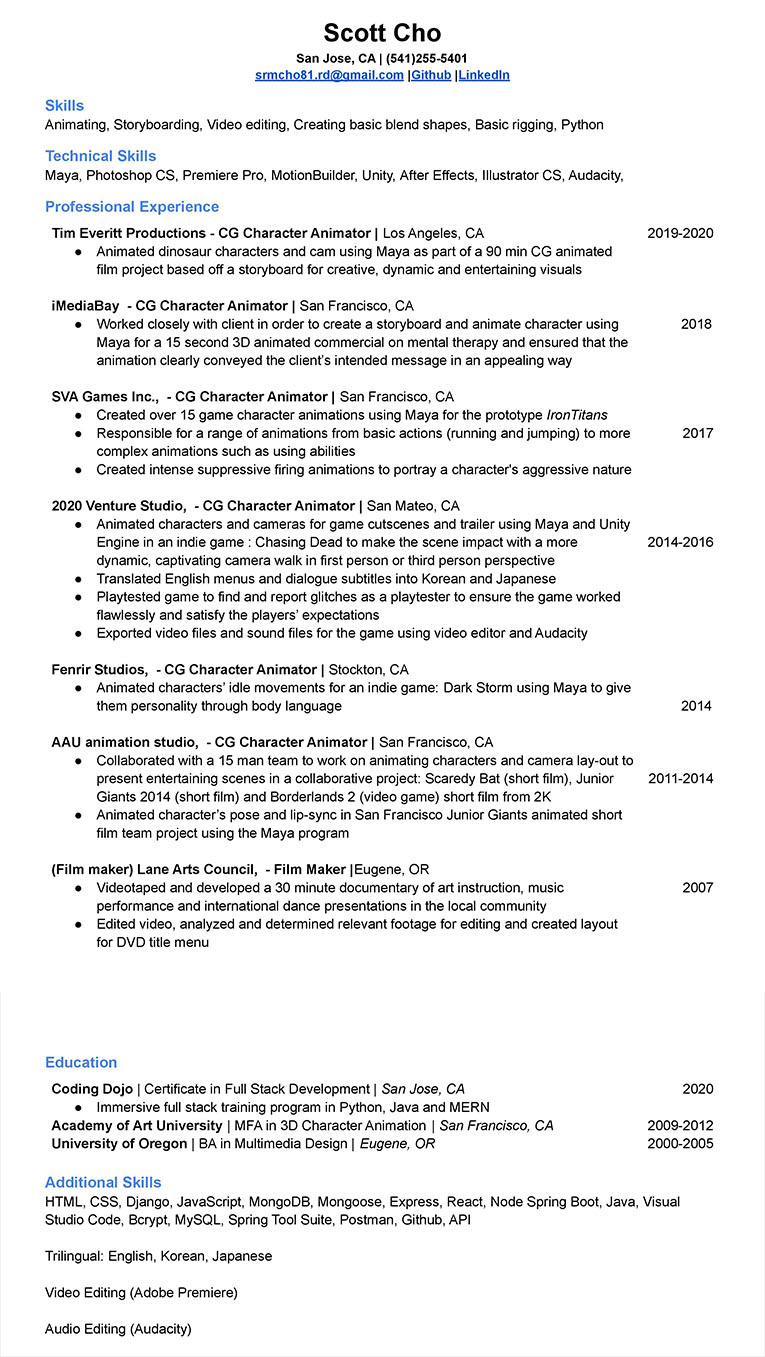 Scott Cho
San Jose, CA | (541)255-5401
srmcho81.rd@gmail.com |Github |LinkedIn
Skills
Animating, Storyboarding, Video editing, Creating basic blend shapes, Basic rigging, Python
Technical Skills
Maya, Photoshop CS, Premiere Pro, MotionBuilder, Unity, After Effects, Illustrator CS, Audacity,
Professional Experience
Tim Everitt Productions - CG Character Animator | Los Angeles, CA 2019-2020
● Animated dinosaur characters and cam using Maya as part of a 90 min CG animated
film project based off a storyboard for creative, dynamic and entertaining visuals
iMediaBay - CG Character Animator | San Francisco, CA
● Worked closely with client in order to create a storyboard and animate character using 2018
Maya for a 15 second 3D animated commercial on mental therapy and ensured that the
animation clearly conveyed the client's intended message in an appealing way
SVA Games Inc., - CG Character Animator | San Francisco, CA
● Created over 15 game character animations using Maya for the prototype IronTitans
● Responsible for a range of animations from basic actions (running and jumping) to more 2017
complex animations such as using abilities
● Created intense suppressive firing animations to portray a character's aggressive nature
2020 Venture Studio, - CG Character Animator | San Mateo, CA
● Animated characters and cameras for game cutscenes and trailer using Maya and Unity
Engine in an indie game : Chasing Dead to make the scene impact with a more 2014-2016
dynamic, captivating camera walk in first person or third person perspective
● Translated English menus and dialogue subtitles into Korean and Japanese
● Playtested game to find and report glitches as a playtester to ensure the game worked
flawlessly and satisfy the players' expectations
● Exported video files and sound files for the game using video editor and Audacity
Fenrir Studios, - CG Character Animator | Stockton, CA
● Animated characters' idle movements for an indie game: Dark Storm using Maya to give
them personality through body language 2014
AAU animation studio, - CG Character Animator | San Francisco, CA
● Collaborated with a 15 man team to work on animating characters and camera lay-out to
present entertaining scenes in a collaborative project: Scaredy Bat (short film), Junior 2011-2014
Giants 2014 (short film) and Borderlands 2 (video game) short film from 2K
● Animated character's pose and lip-sync in San Francisco Junior Giants animated short
film team project using the Maya program
(Film maker) Lane Arts Council, - Film Maker |Eugene, OR
● Videotaped and developed a 30 minute documentary of art instruction, music 2007
performance and international dance presentations in the local community
● Edited video, analyzed and determined relevant footage for editing and created layout
for DVD title menu
Education
Coding Dojo | Certificate in Full Stack Development | San Jose, CA 2020
● Immersive full stack training program in Python, Java and MERN
Academy of Art University | MFA in 3D Character Animation | San Francisco, CA 2009-2012
University of Oregon | BA in Multimedia Design | Eugene, OR 2000-2005
Additional Skills
HTML, CSS, Django, JavaScript, MongoDB, Mongoose, Express, React, Node Spring Boot, Java, Visual
Studio Code, Bcrypt, MySQL, Spring Tool Suite, Postman, Github, API
Trilingual: English, Korean, Japanese
Video Editing (Adobe Premiere)
Audio Editing (Audacity)